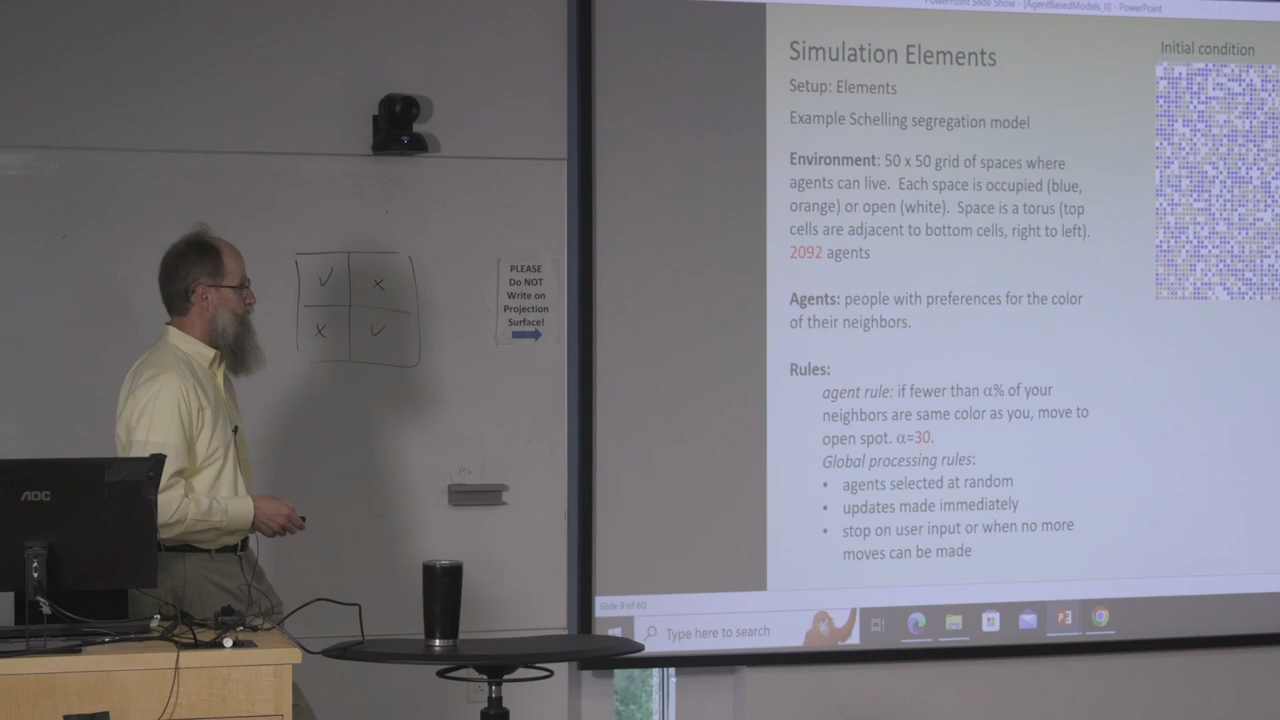 PowerPoint Slide Show - [AgentBasedModels_II] - PowerPoint
Simulation Elements
Initial condition
Setup: Elements
Example Schelling segregation model
Environment: 50 x 50 grid of spaces where
agents can live. Each space is occupied (blue,
orange) or open (white). Space is a torus (top
cells are adjacent to bottom cells, right to left).
2092 agents
Agents: people with preferences for the color
of their neighbors.
Rules:
agent rule: if fewer than α% of your
neighbors are same color as you, move to
open spot. α=30.
Global processing rules:
• agents selected at random
• updates made immediately
• stop on user input or when no more
moves can be made
Slide 9 of 60
Type here to search
PLEASE
Do NOT
Write on
Projection
Surface!
✓ x
x ✓
AOC